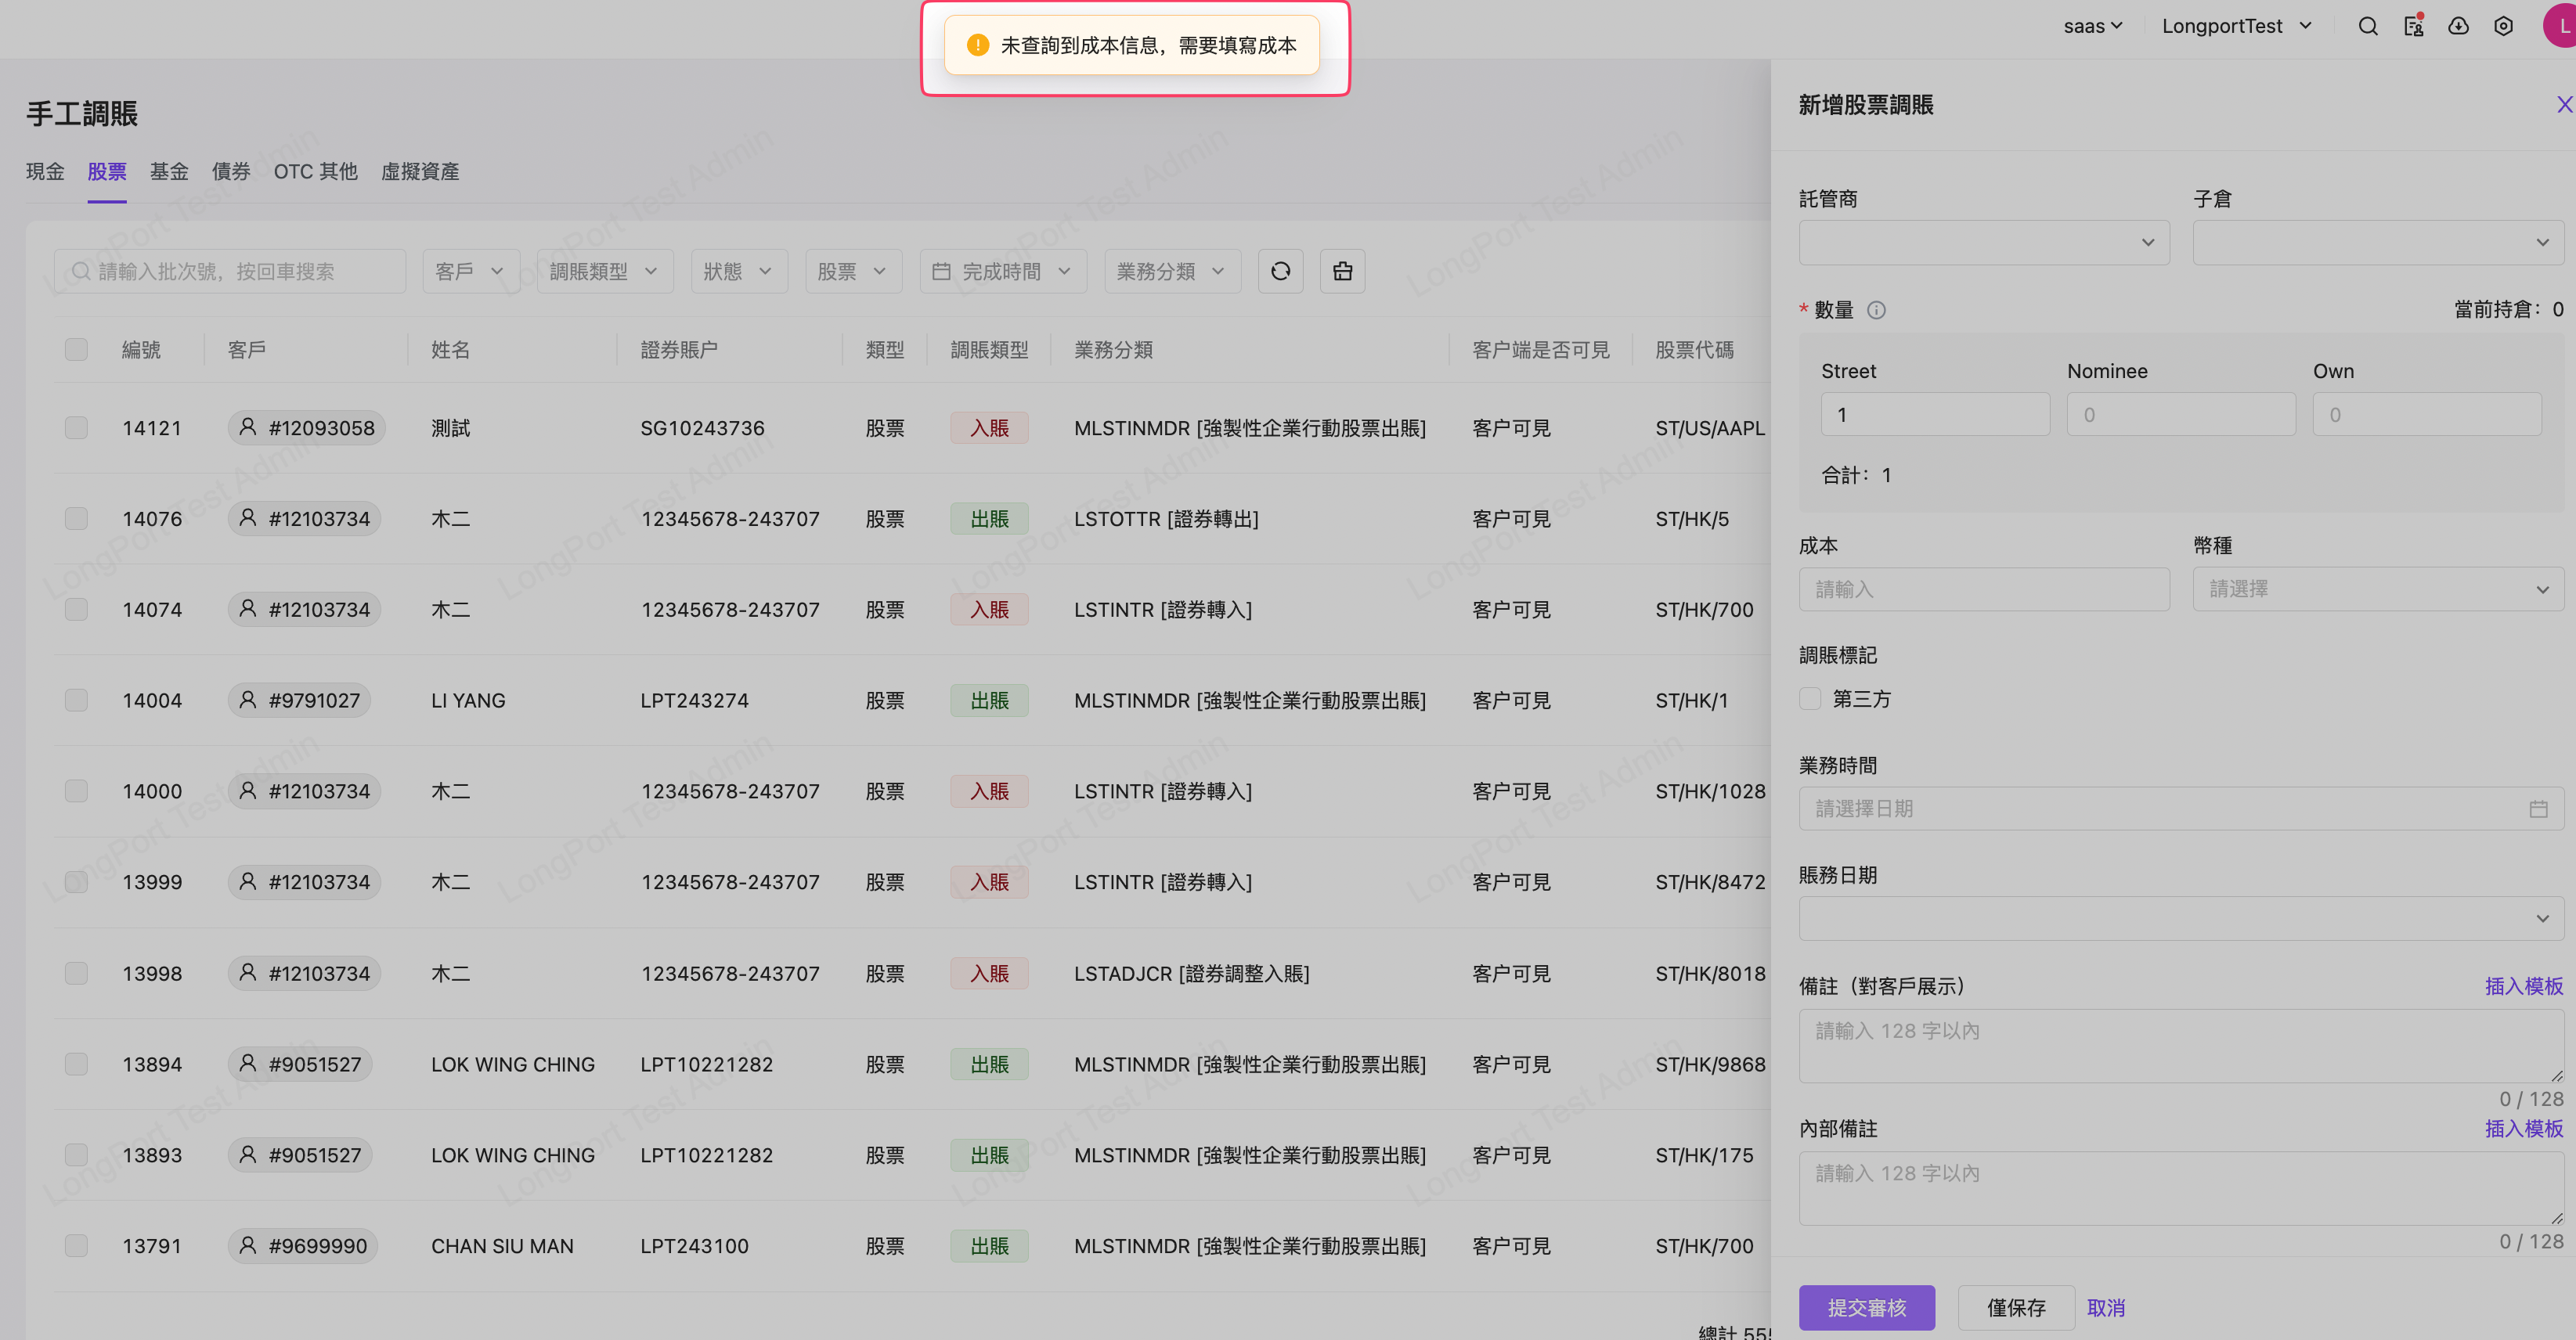 未查詢到成本信息，需要填寫成本
saas
LongportTest
L
手工調賬
現金 股票 基金 債券 OTC 其他 虛擬資產
請輸入批次號，按回車搜索 客戶 調賬類型 狀態 股票 完成時間 業務分類
編號 客戶 姓名 證券賬户 類型 調賬類型 業務分類 客户端是否可見 股票代碼
14121 #12093058 測試 SG10243736 股票 入賬 MLSTINMDR [強製性企業行動股票出賬] 客户可見 ST/US/AAPL
14076 #12103734 木二 12345678-243707 股票 出賬 LSTOTTR [證券轉出] 客户可見 ST/HK/5
14074 #12103734 木二 12345678-243707 股票 入賬 LSTINTR [證券轉入] 客户可見 ST/HK/700
14004 #9791027 LI YANG LPT243274 股票 出賬 MLSTINMDR [強製性企業行動股票出賬] 客户可見 ST/HK/1
14000 #12103734 木二 12345678-243707 股票 入賬 LSTINTR [證券轉入] 客户可見 ST/HK/1028
13999 #12103734 木二 12345678-243707 股票 入賬 LSTINTR [證券轉入] 客户可見 ST/HK/8472
13998 #12103734 木二 12345678-243707 股票 入賬 LSTADJCR [證券調整入賬] 客户可見 ST/HK/8018
13894 #9051527 LOK WING CHING LPT10221282 股票 出賬 MLSTINMDR [強製性企業行動股票出賬] 客户可見 ST/HK/9868
13893 #9051527 LOK WING CHING LPT10221282 股票 出賬 MLSTINMDR [強製性企業行動股票出賬] 客户可見 ST/HK/175
13791 #9699990 CHAN SIU MAN LPT243100 股票 出賬 MLSTINMDR [強製性企業行動股票出賬] 客户可見 ST/HK/700
總計 555
新增股票調賬
託管商 子倉
* 數量 當前持倉：0
Street Nominee Own
1 0 0
合計：1
成本 幣種
請輸入 請選擇
調賬標記
第三方
業務時間
請選擇日期
賬務日期
備註（對客戶展示） 插入模板
請輸入 128 字以內
0 / 128
內部備註 插入模板
請輸入 128 字以內
0 / 128
提交審核 僅保存 取消
LongPort Test Admin